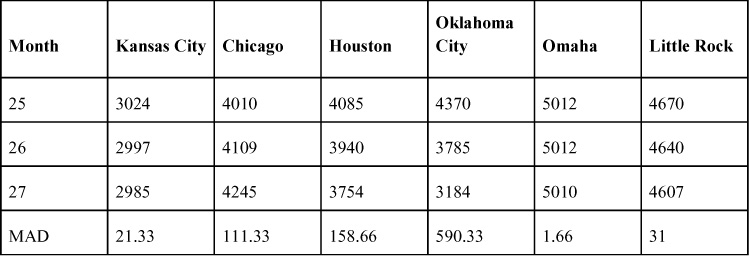 Month Kansas City Chicago Houston Oklahoma City Omaha Little Rock
25 3024 4010 4085 4370 5012 4670
26 2997 4109 3940 3785 5012 4640
27 2985 4245 3754 3184 5010 4607
MAD 21.33 111.33 158.66 590.33 1.66 31